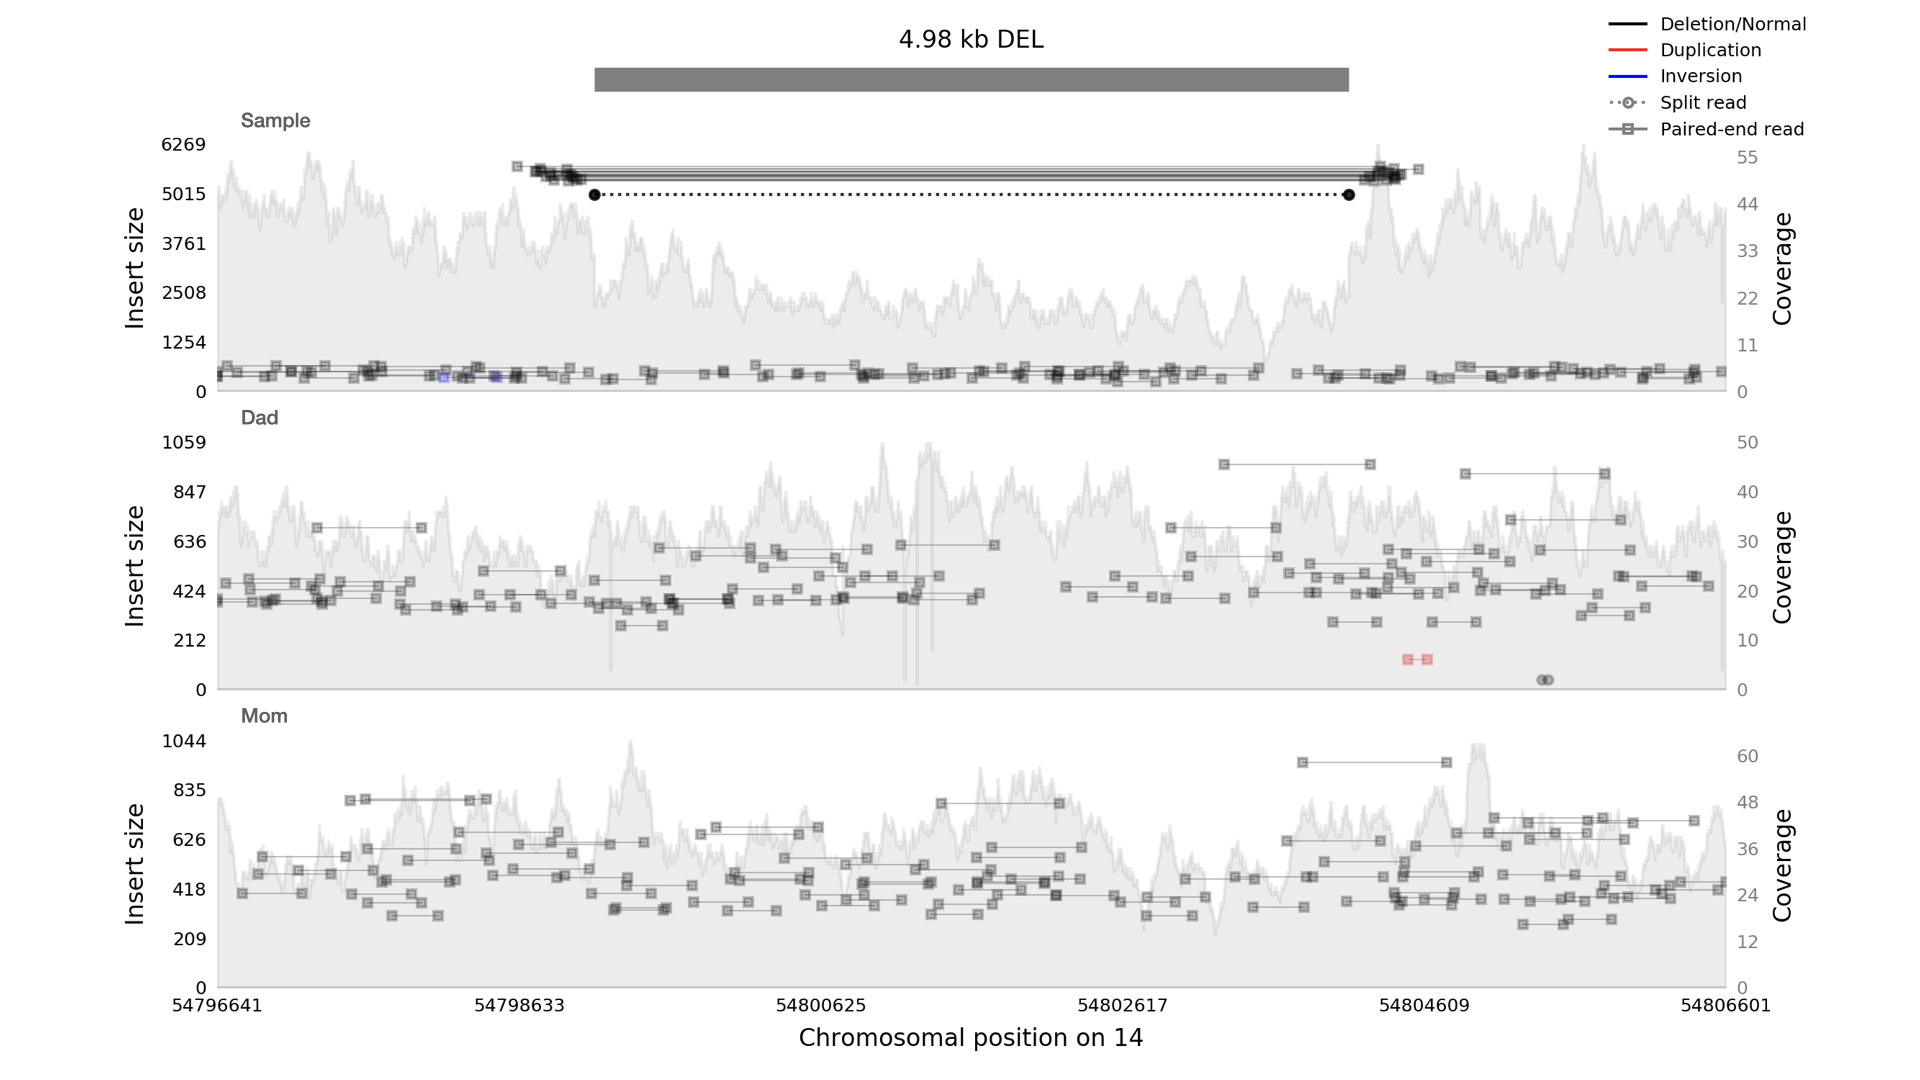 4.98 kb DEL
Deletion/Normal
Duplication
Inversion
Split read
Paired-end read
Sample
6269
5015
3761
2508
1254
0
Insert size
55
44
33
22
11
0
Coverage
Dad
1059
847
636
424
212
0
Insert size
50
40
30
20
10
0
Coverage
Mom
1044
835
626
418
209
0
Insert size
60
48
36
24
12
0
Coverage
54796641 54798633 54800625 54802617 54804609 54806601
Chromosomal position on 14